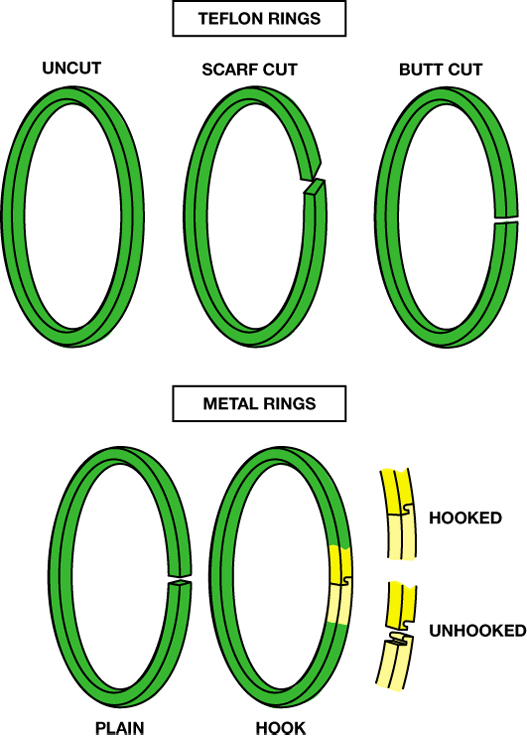 TEFLON RINGS
UNCUT
SCARF CUT
BUTT CUT
METAL RINGS
HOOKED
UNHOOKED
PLAIN
HOOK